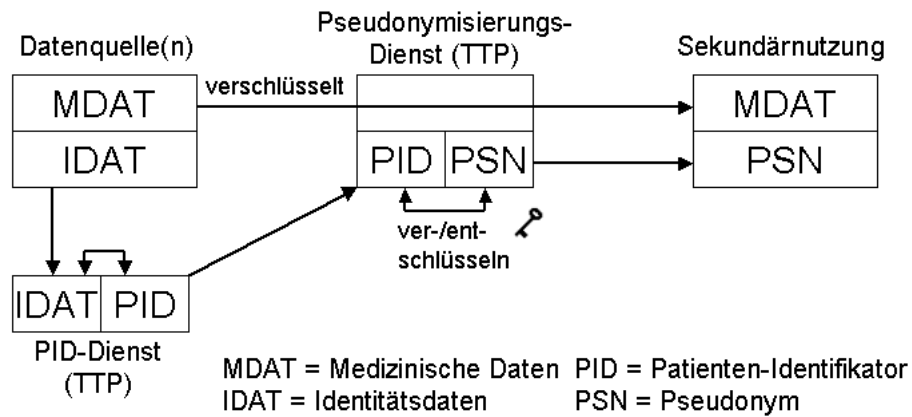 Datenquelle(n)
Pseudonymisierungs-
Dienst (TTP)
Sekundärnutzung
MDAT
verschlüsselt
MDAT
IDAT
PID
PSN
PSN
ver-/ent-
schlüsseln
IDAT
PID
PID-Dienst
(TTP)
MDAT = Medizinische Daten
PID = Patienten-Identifikator
IDAT = Identitätsdaten
PSN = Pseudonym